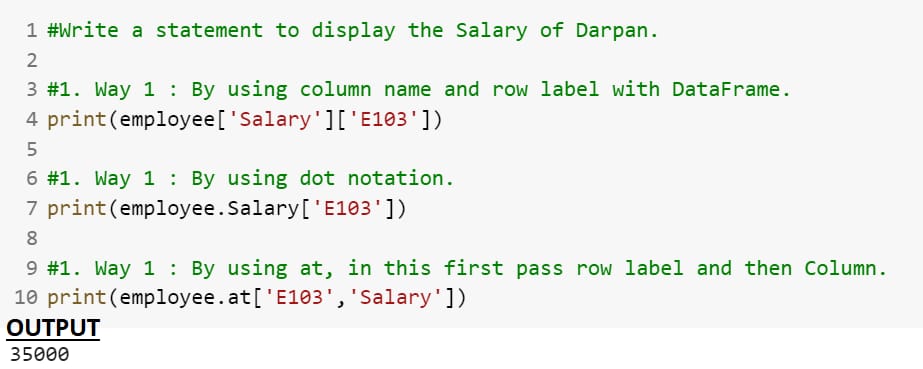 1 #Write a statement to display the Salary of Darpan.
2
3 #1. Way 1 : By using column name and row label with DataFrame.
4 print(employee['Salary']['E103'])
5
6 #1. Way 1 : By using dot notation.
7 print(employee.Salary['E103'])
8
9 #1. Way 1 : By using at, in this first pass row label and then Column.
10 print(employee.at['E103','Salary'])
OUTPUT
35000